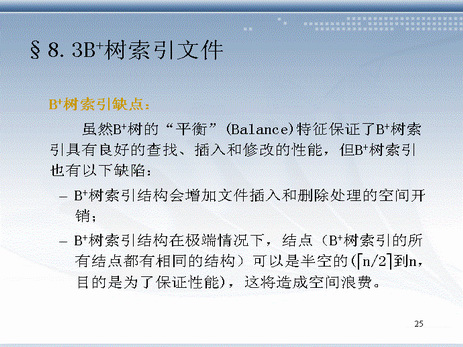 §8.3B⁺树索引文件
B⁺树索引缺点：
虽然B⁺树的“平衡”(Balance)特征保证了B⁺树索
引具有良好的查找、插入和修改的性能，但B⁺树索引
也有以下缺陷：
– B⁺树索引结构会增加文件插入和删除处理的空间开
销；
– B⁺树索引结构在极端情况下，结点（B⁺树索引的所
有结点都有相同的结构）可以是半空的(⌈n/2⌉到n，
目的是为了保证性能)，这将造成空间浪费。
25